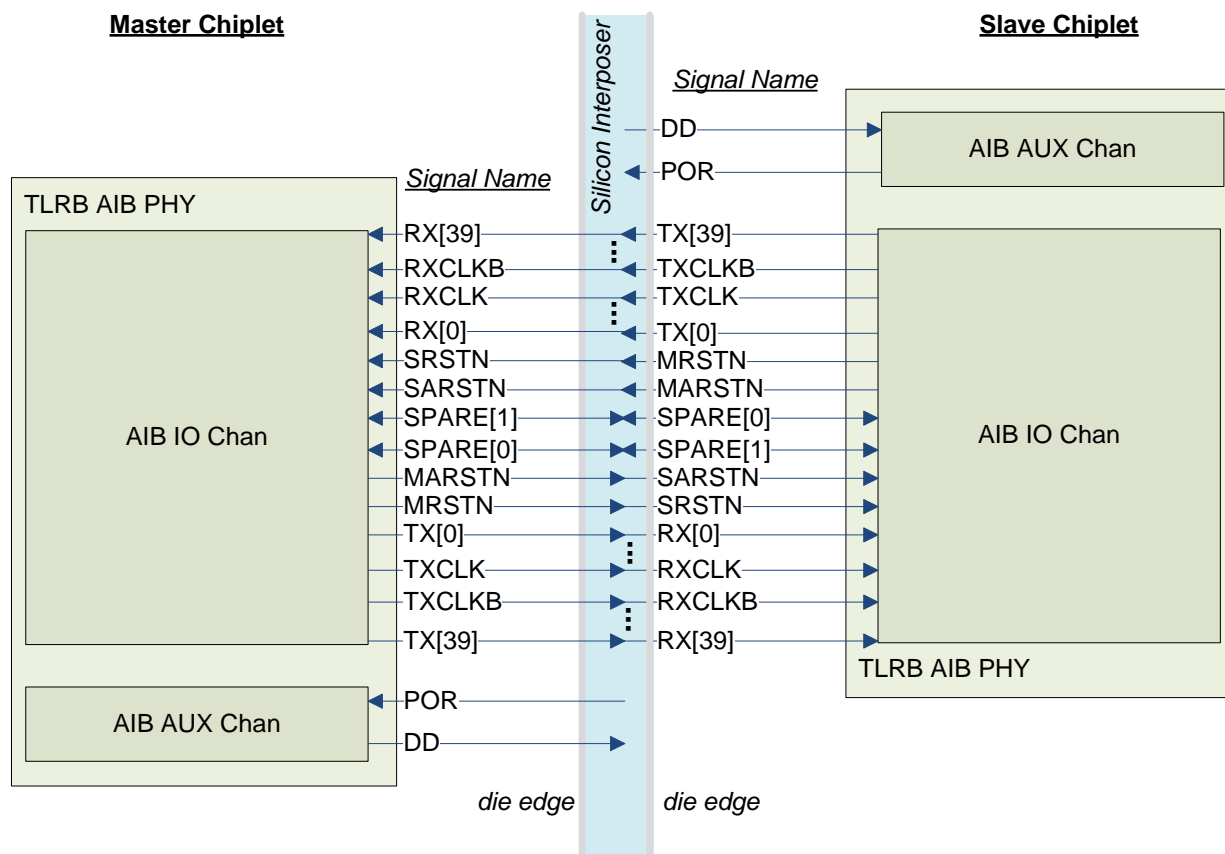 Master Chiplet
Slave Chiplet
Silicon Interposer
Signal Name
DD
AIB AUX Chan
POR
Signal Name
TLRB AIB PHY
RX[39]
TX[39]
RXCLKB
TXCLKB
RXCLK
TXCLK
RX[0]
TX[0]
SRSTN
MRSTN
SARSTN
MARSTN
SPARE[1]
SPARE[0]
AIB IO Chan
AIB IO Chan
SPARE[0]
SPARE[1]
MARSTN
SARSTN
MRSTN
SRSTN
TX[0]
RX[0]
TXCLK
RXCLK
TXCLKB
RXCLKB
TX[39]
RX[39]
TLRB AIB PHY
POR
AIB AUX Chan
DD
die edge
die edge